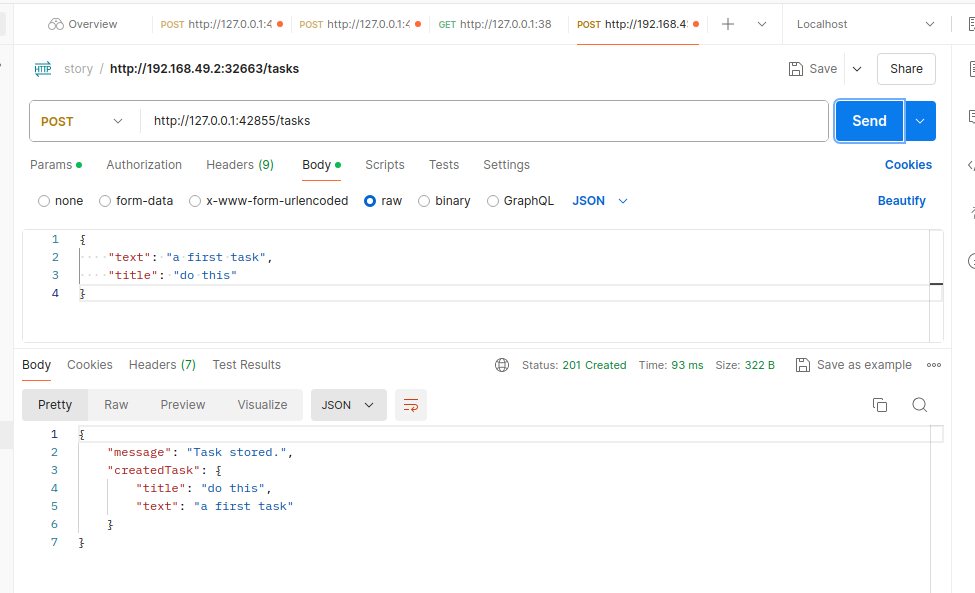 Overview POST http://127.0.0.1:4 POST http://127.0.0.1:4 GET http://127.0.0.1:38 POST http://192.168.4 Localhost
HTTP story / http://192.168.49.2:32663/tasks Save Share
POST http://127.0.0.1:42855/tasks Send
Params Authorization Headers (9) Body Scripts Tests Settings Cookies
none form-data x-www-form-urlencoded raw binary GraphQL JSON Beautify
1 {
2 "text": "a first task",
3 "title": "do this"
4 }
Body Cookies Headers (7) Test Results Status: 201 Created Time: 93 ms Size: 322 B Save as example
Pretty Raw Preview Visualize JSON
1 {
2 "message": "Task stored.",
3 "createdTask": {
4 "title": "do this",
5 "text": "a first task"
6 }
7 }